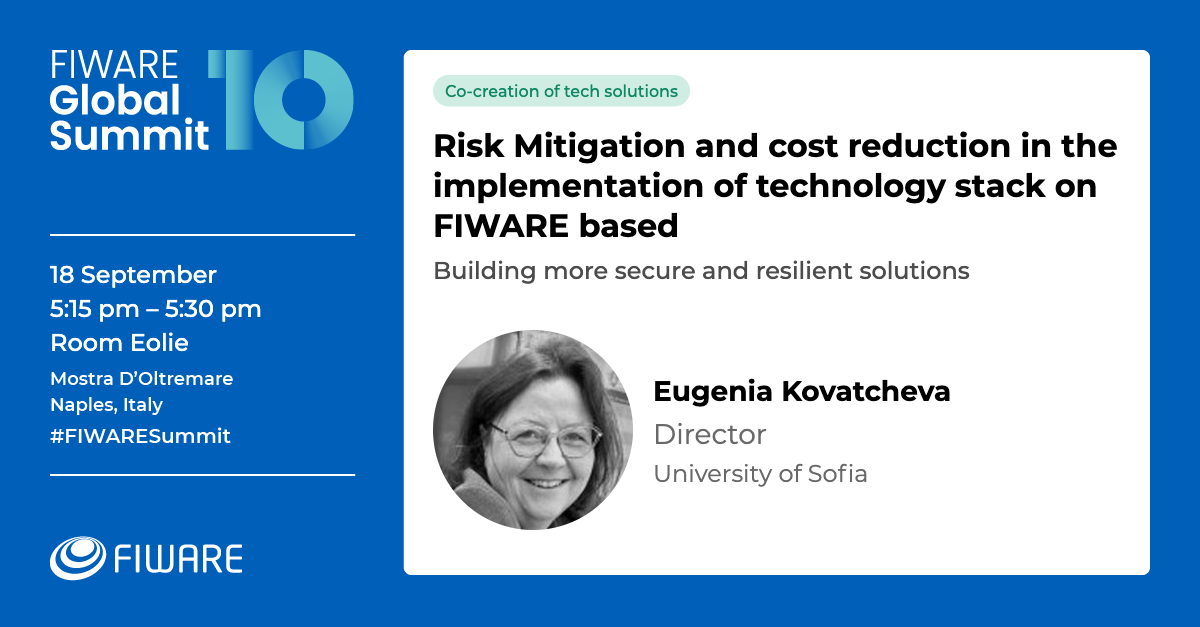 FIWARE
Global
Summit
10
18 September
5:15 pm – 5:30 pm
Room Eolie
Mostra D’Oltremare
Naples, Italy
#FIWARESummit
FIWARE
Co-creation of tech solutions
Risk Mitigation and cost reduction in the
implementation of technology stack on
FIWARE based
Building more secure and resilient solutions
Eugenia Kovatcheva
Director
University of Sofia